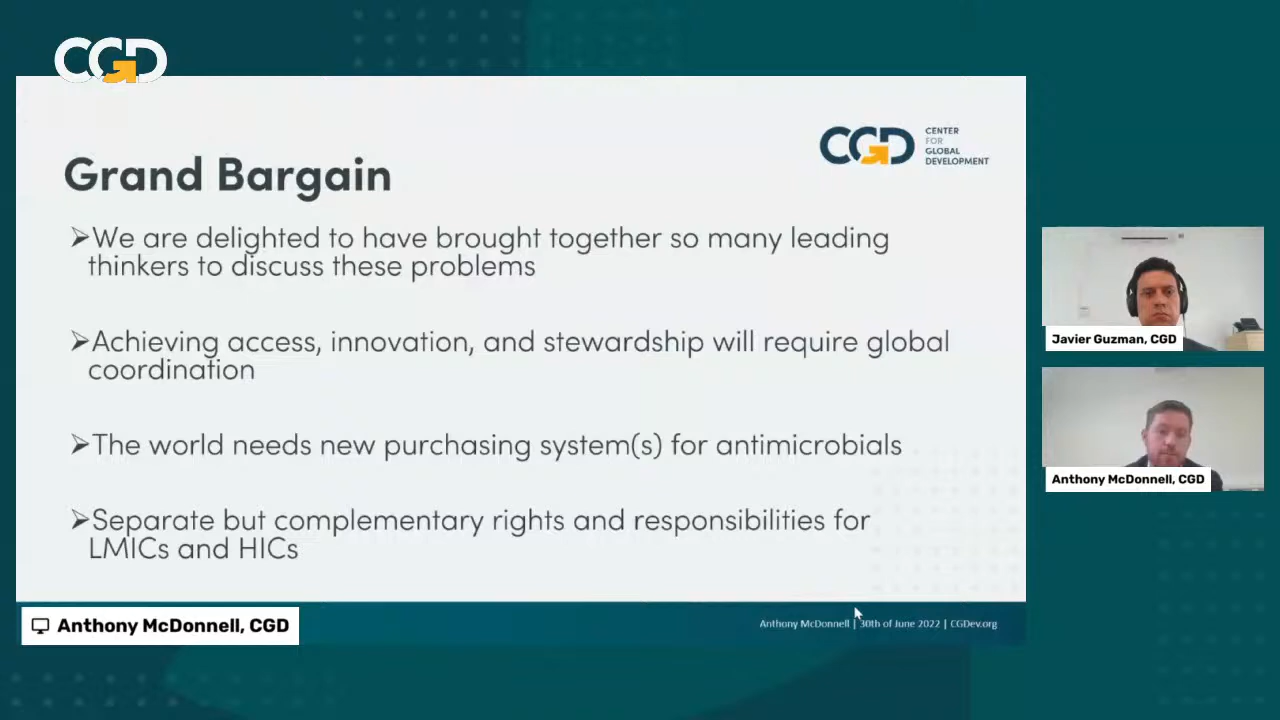 CGD
CGD
CENTER
FOR
GLOBAL
DEVELOPMENT
Grand Bargain
➢We are delighted to have brought together so many leading
thinkers to discuss these problems
➢Achieving access, innovation, and stewardship will require global
coordination
➢The world needs new purchasing system(s) for antimicrobials
➢Separate but complementary rights and responsibilities for
LMICs and HICs
Anthony McDonnell | 30th of June 2022 | CGDev.org
Anthony McDonnell, CGD
Javier Guzman, CGD
Anthony McDonnell, CGD